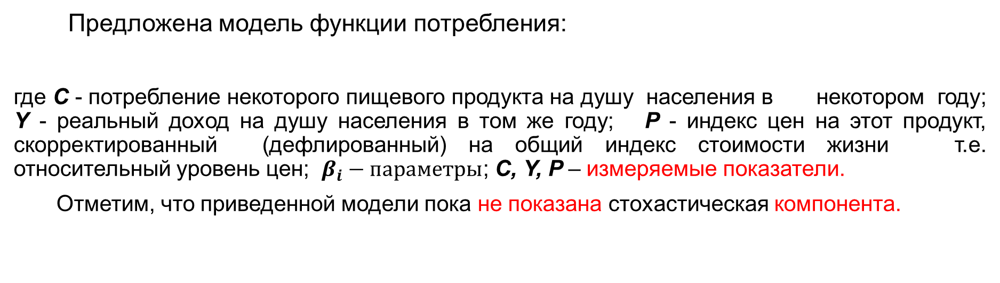 Предложена модель функции потребления:
где C - потребление некоторого пищевого продукта на душу населения в некотором году;
Y - реальный доход на душу населения в том же году; P - индекс цен на этот продукт,
скорректированный (дефлированный) на общий индекс стоимости жизни т.е.
относительный уровень цен; βᵢ – параметры; C, Y, P – измеряемые показатели.
Отметим, что приведенной модели пока не показана стохастическая компонента.